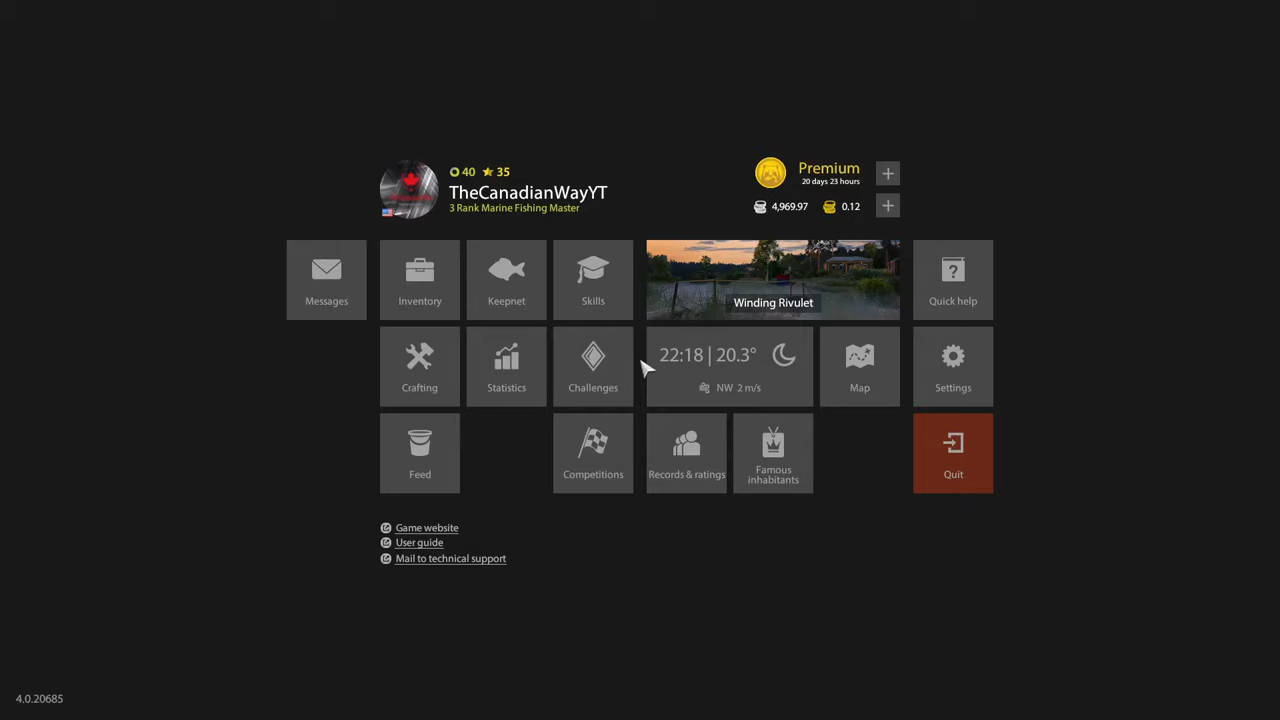 40 35
TheCanadianWayYT
3 Rank Marine Fishing Master
Premium
20 days 23 hours
4,969.97 0.12
Messages
Inventory
Keepnet
Skills
Winding Rivulet
Quick help
Crafting
Statistics
Challenges
22:18 | 20.3°
NW 2 m/s
Map
Settings
Feed
Competitions
Records & ratings
Famous
inhabitants
Quit
Game website
User guide
Mail to technical support
4.0.20685